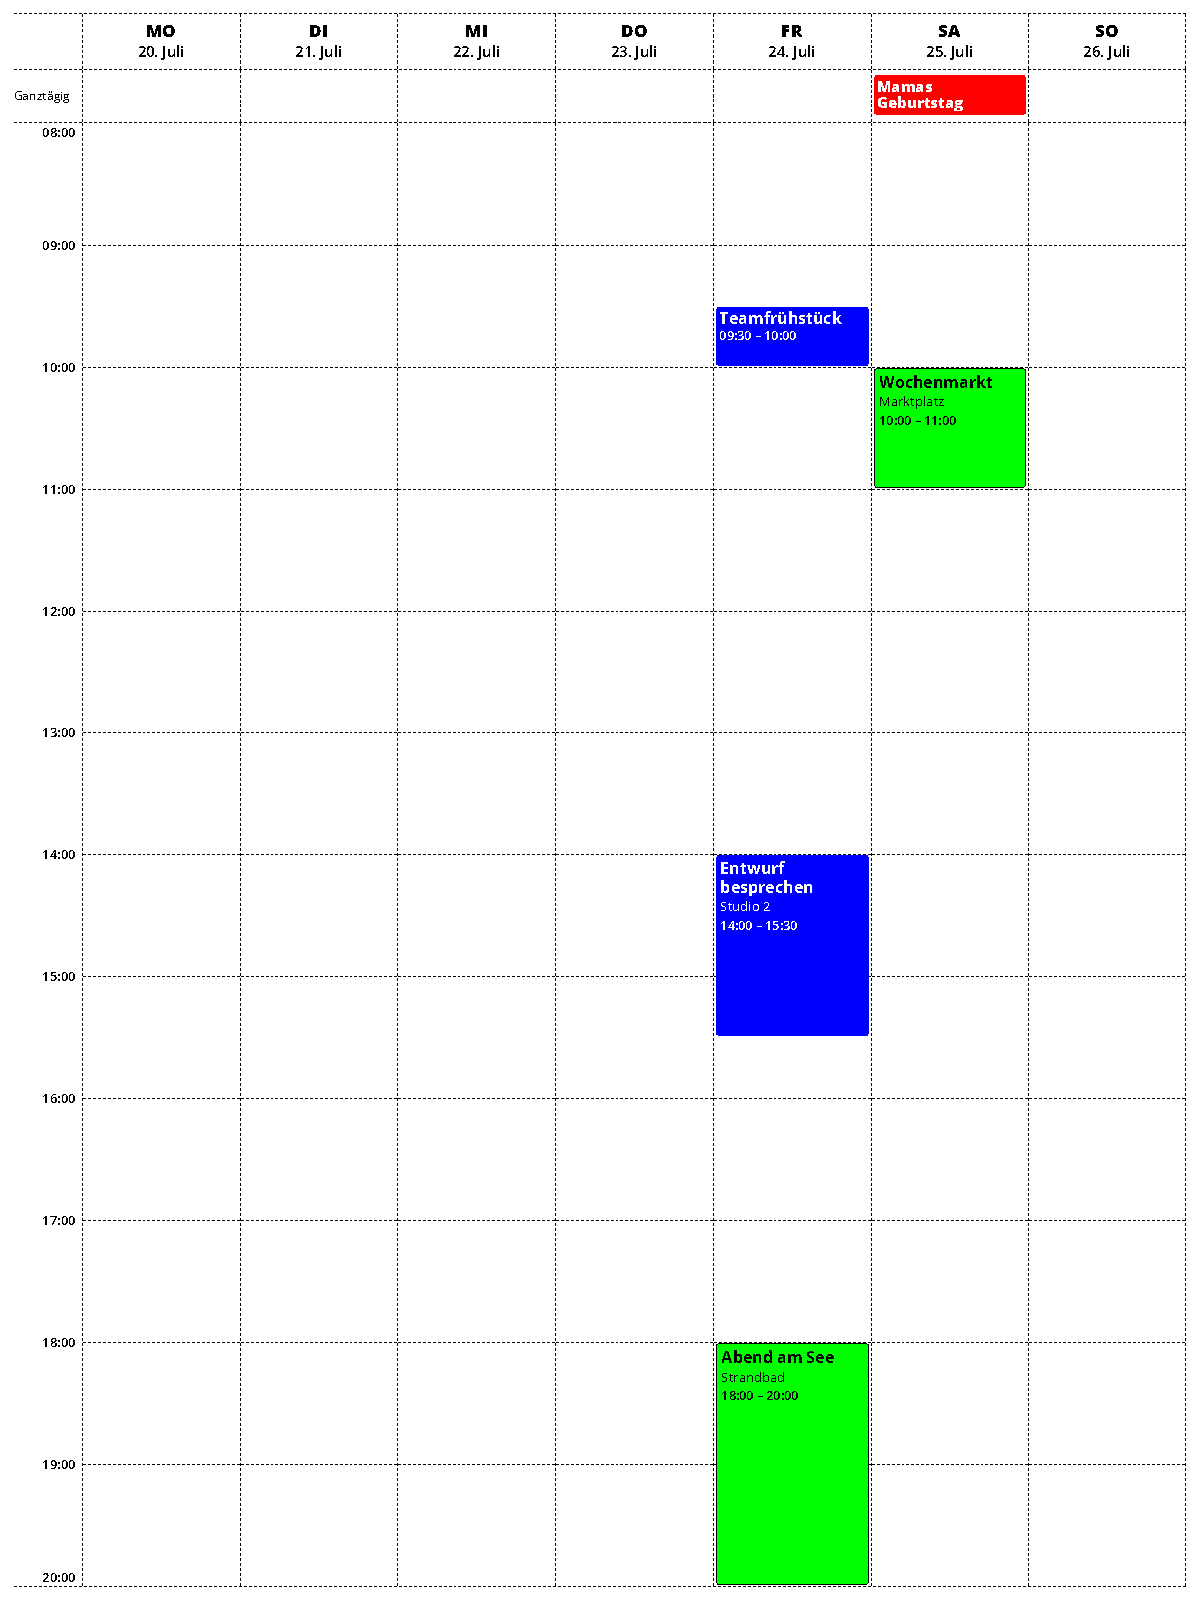 MO
20. Juli
DI
21. Juli
MI
22. Juli
DO
23. Juli
FR
24. Juli
SA
25. Juli
SO
26. Juli
Ganztägig
Mamas
Geburtstag
08:00
09:00
Teamfrühstück
09:30 – 10:00
10:00
Wochenmarkt
Marktplatz
10:00 – 11:00
11:00
12:00
13:00
14:00
Entwurf
besprechen
Studio 2
14:00 – 15:30
15:00
16:00
17:00
18:00
Abend am See
Strandbad
18:00 – 20:00
19:00
20:00